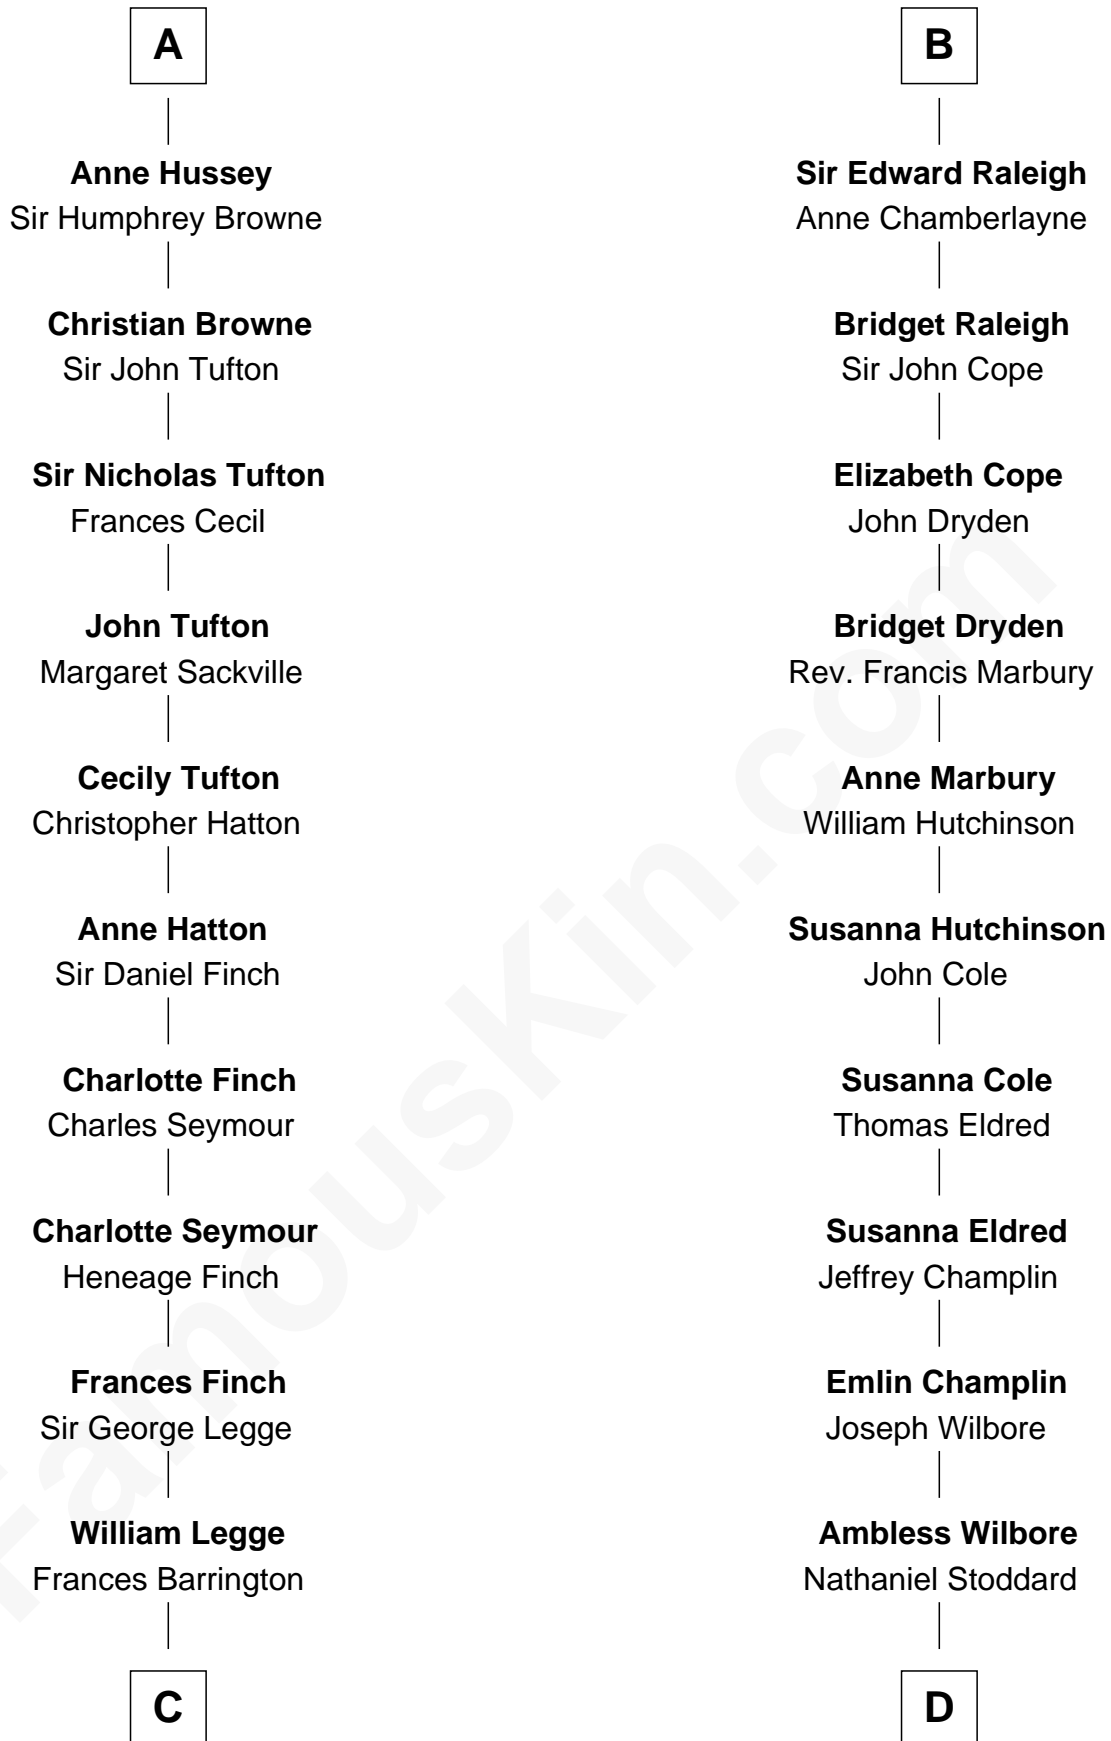 A
Anne Hussey
Sir Humphrey Browne
Christian Browne
Sir John Tufton
Sir Nicholas Tufton
Frances Cecil
John Tufton
Margaret Sackville
Cecily Tufton
Christopher Hatton
Anne Hatton
Sir Daniel Finch
Charlotte Finch
Charles Seymour
Charlotte Seymour
Heneage Finch
Frances Finch
Sir George Legge
William Legge
Frances Barrington
C
B
Sir Edward Raleigh
Anne Chamberlayne
Bridget Raleigh
Sir John Cope
Elizabeth Cope
John Dryden
Bridget Dryden
Rev. Francis Marbury
Anne Marbury
William Hutchinson
Susanna Hutchinson
John Cole
Susanna Cole
Thomas Eldred
Susanna Eldred
Jeffrey Champlin
Emlin Champlin
Joseph Wilbore
Ambless Wilbore
Nathaniel Stoddard
D
FamousKin.com